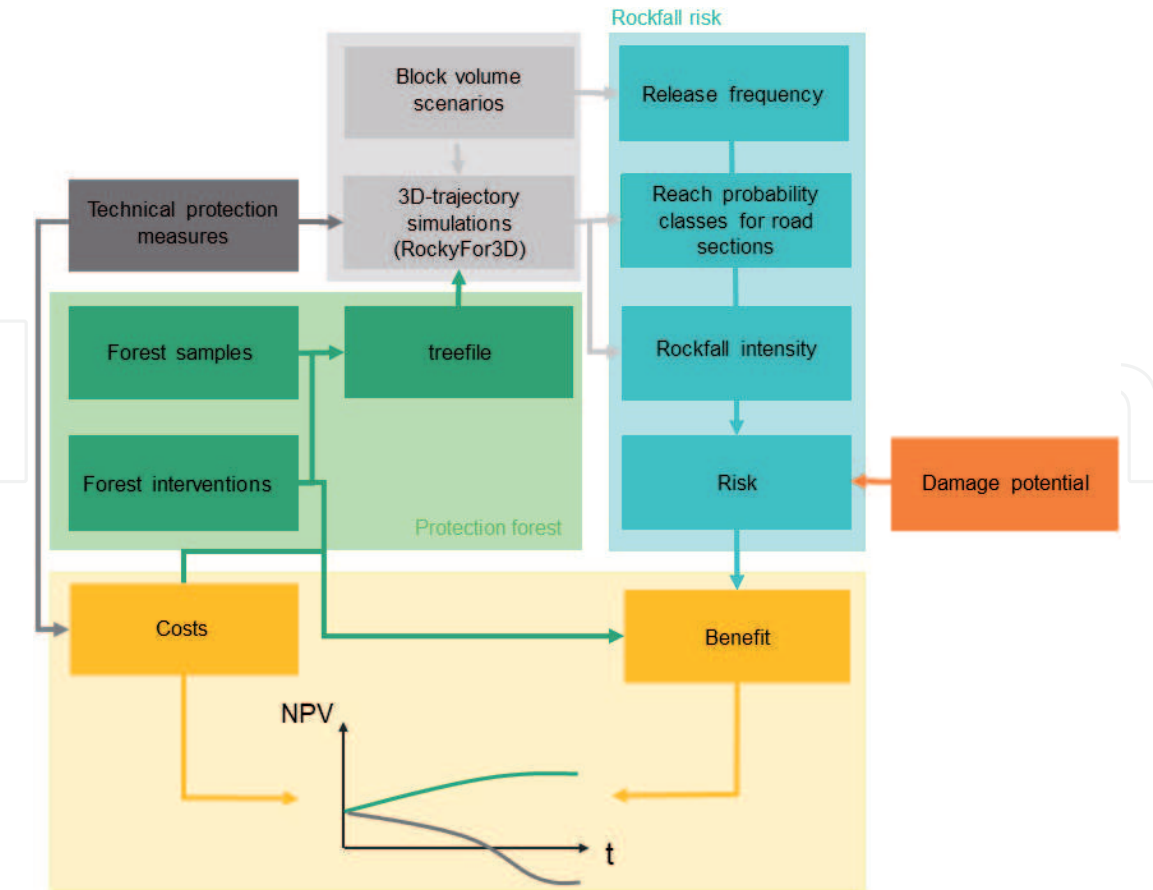 Rockfall risk
Block volume
scenarios
Release frequency
Technical protection
measures
3D-trajectory
simulations
(RockyFor3D)
Reach probability
classes for road
sections
Forest samples
treefile
Rockfall intensity
Forest interventions
Risk
Damage potential
Protection forest
Costs
Benefit
NPV
t